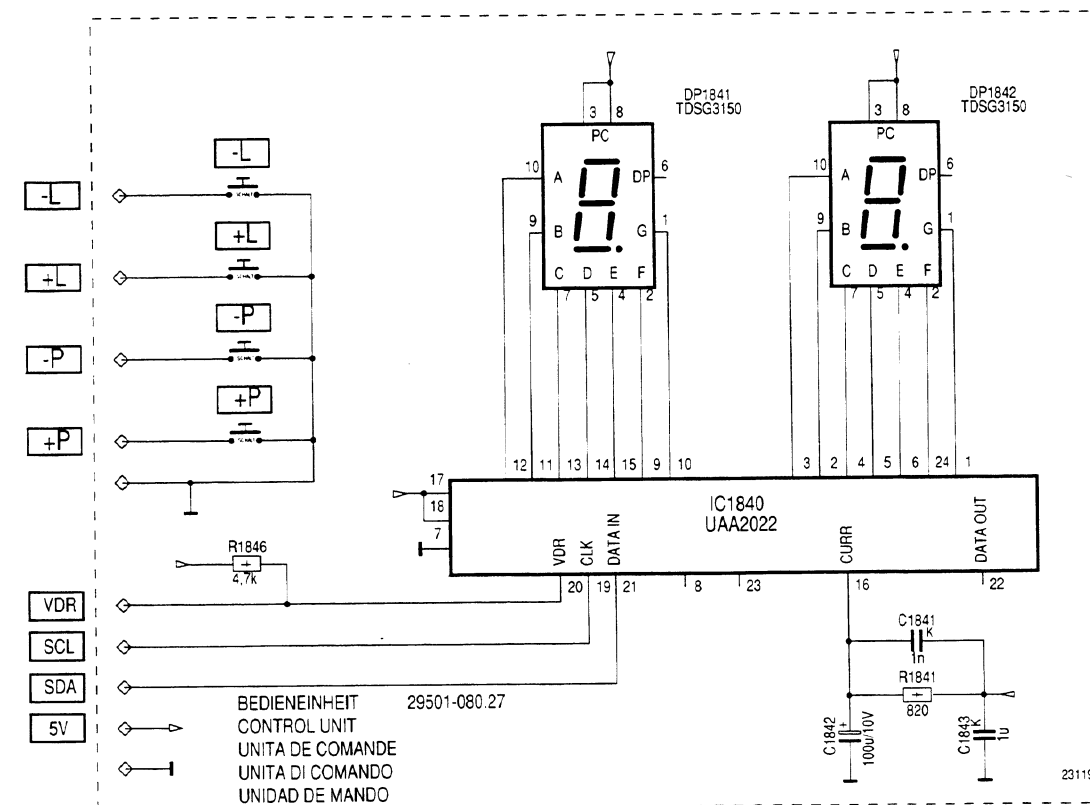 DP1841
TDSG3150
3 8
PC
10 A DP 6
9 B G 1
C D E F
7 5 4 2
DP1842
TDSG3150
3 8
PC
10 A DP 6
9 B G 1
C D E F
7 5 4 2
-L
-L
+L
+L
-P
-P
+P
+P
12 11 13 14 15 9 10
3 2 4 5 6 24 1
17
18
7
IC1840
UAA2022
VDR
CLK
DATA IN
CURR
DATA OUT
20 19 21 8 23 16 22
R1846
4,7k
VDR
SCL
SDA
5V
C1841
K
1n
R1841
820
C1842
+
100u/10V
C1843
K
1u
BEDIENEINHEIT 29501-080.27
CONTROL UNIT
UNITA DE COMANDE
UNITA DI COMANDO
UNIDAD DE MANDO
23119